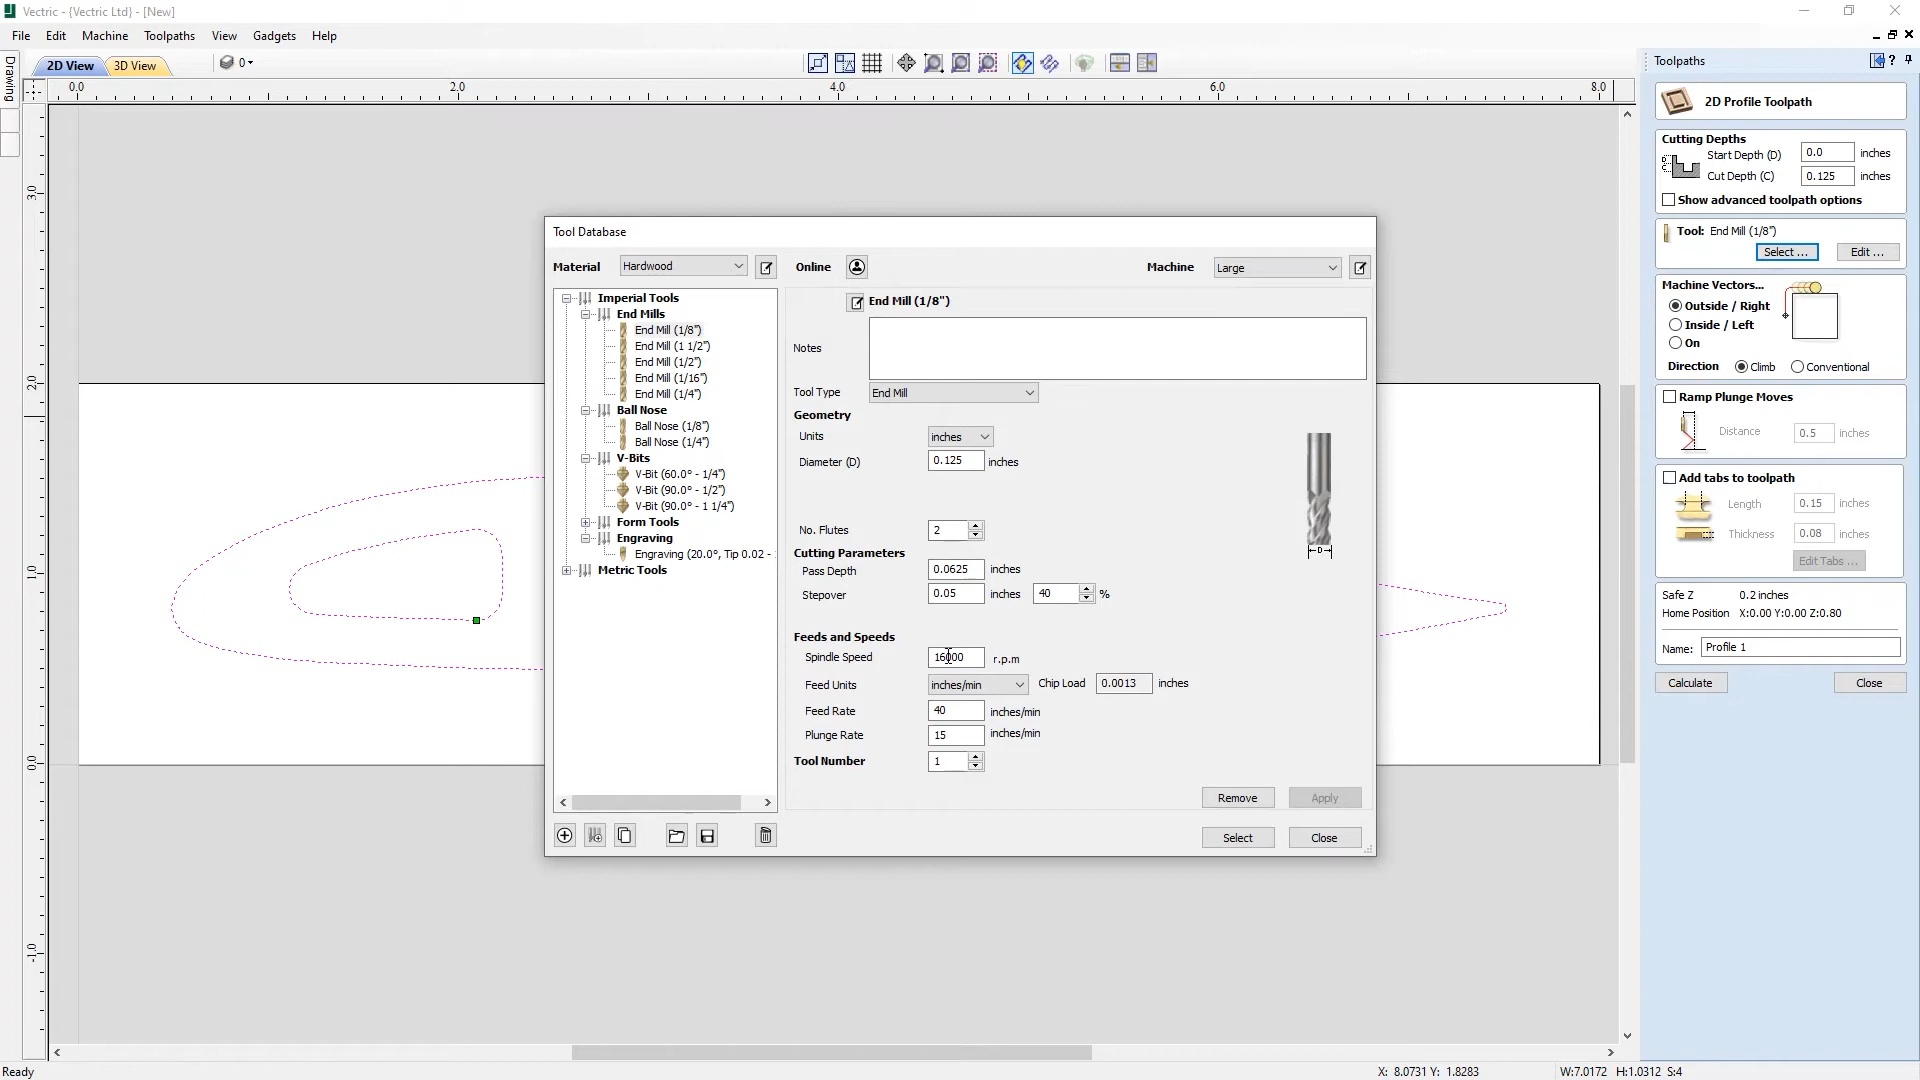 Vectric - {Vectric Ltd} - [New]
File Edit Machine Toolpaths View Gadgets Help
Drawing
2D View 3D View 0
0.0 2.0 4.0 6.0 8.0
3.0
2.0
1.0
0.0
-1.0
Tool Database
Material Hardwood Online Machine Large
Imperial Tools
End Mills
End Mill (1/8")
End Mill (1 1/2")
End Mill (1/2")
End Mill (1/16")
End Mill (1/4")
Ball Nose
Ball Nose (1/8")
Ball Nose (1/4")
V-Bits
V-Bit (60.0° - 1/4")
V-Bit (90.0° - 1/2")
V-Bit (90.0° - 1 1/4")
Form Tools
Engraving
Engraving (20.0°, Tip 0.02 -
Metric Tools
End Mill (1/8")
Notes
Tool Type End Mill
Geometry
Units inches
Diameter (D) 0.125 inches
No. Flutes 2
Cutting Parameters
Pass Depth 0.0625 inches
Stepover 0.05 inches 40 %
Feeds and Speeds
Spindle Speed 16000 r.p.m
Feed Units inches/min Chip Load 0.0013 inches
Feed Rate 40 inches/min
Plunge Rate 15 inches/min
Tool Number 1
D
Remove Apply
Select Close
Toolpaths
2D Profile Toolpath
Cutting Depths
Start Depth (D) 0.0 inches
Cut Depth (C) 0.125 inches
Show advanced toolpath options
Tool: End Mill (1/8")
Select ... Edit ...
Machine Vectors...
Outside / Right
Inside / Left
On
Direction Climb Conventional
Ramp Plunge Moves
Distance 0.5 inches
Add tabs to toolpath
Length 0.15 inches
Thickness 0.08 inches
Edit Tabs ...
Safe Z 0.2 inches
Home Position X:0.00 Y:0.00 Z:0.80
Name: Profile 1
Calculate Close
Ready X: 8.0731 Y: 1.8283 W:7.0172 H:1.0312 S:4